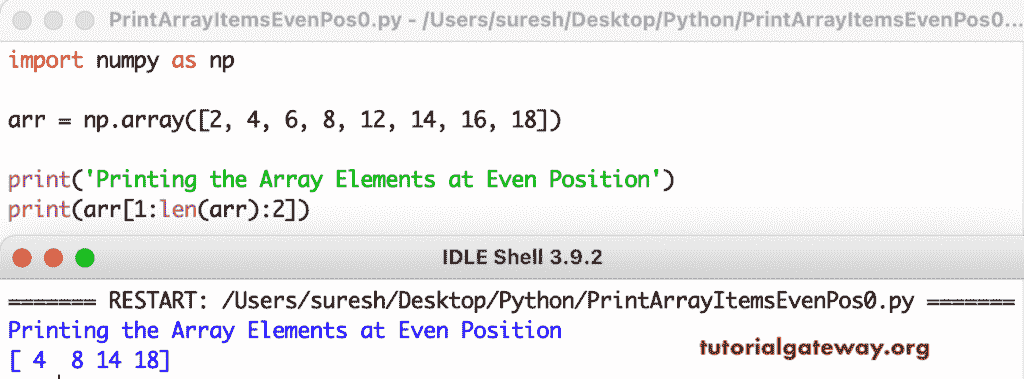 PrintArrayItemsEvenPos0.py - /Users/suresh/Desktop/Python/PrintArrayItemsEvenPos0...
import numpy as np
arr = np.array([2, 4, 6, 8, 12, 14, 16, 18])
print('Printing the Array Elements at Even Position')
print(arr[1:len(arr):2])
IDLE Shell 3.9.2
======= RESTART: /Users/suresh/Desktop/Python/PrintArrayItemsEvenPos0.py =======
Printing the Array Elements at Even Position
[ 4  8 14 18]
tutorialgateway.org